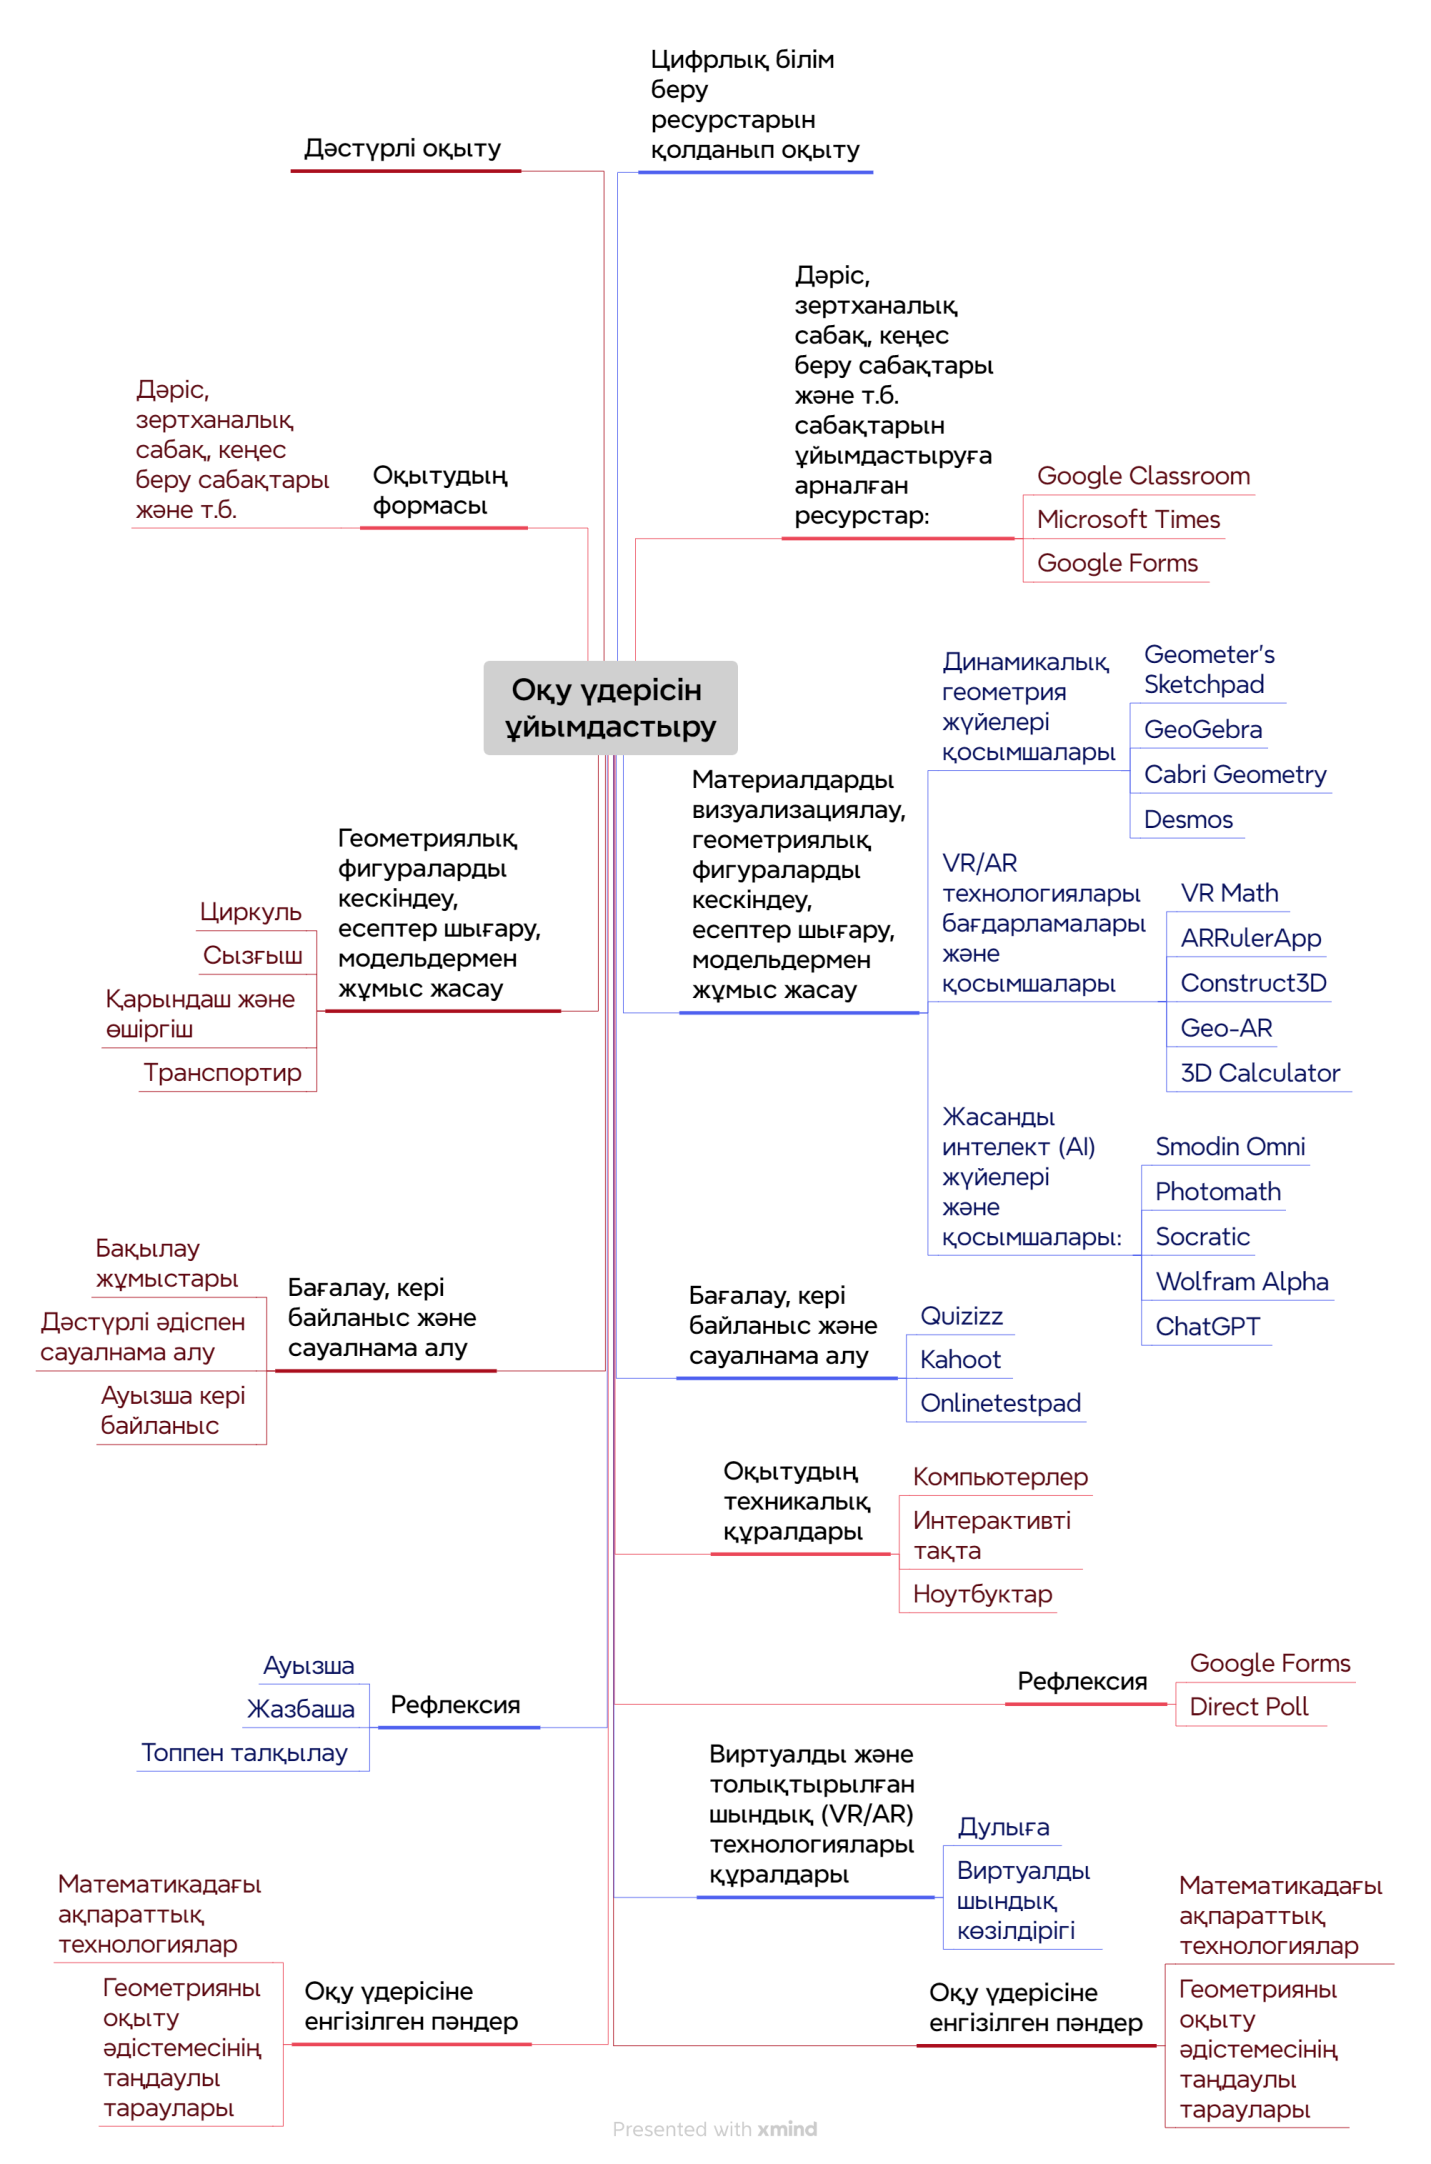 Дәстүрлі оқыту
Цифрлық білім
беру
ресурстарын
қолданып оқыту
Дәріс,
зертханалық
сабақ, кеңес
беру сабақтары
және т.б.
Оқытудың
формасы
Дәріс,
зертханалық
сабақ, кеңес
беру сабақтары
және т.б.
сабақтарын
ұйымдастыруға
арналған
ресурстар:
Google Classroom
Microsoft Times
Google Forms
Оқу үдерісін
ұйымдастыру
Геометриялық
фигураларды
кескіндеу,
есептер шығару,
модельдермен
жұмыс жасау
Циркуль
Сызғыш
Қарындаш және
өшіргіш
Транспортир
Материалдарды
визуализациялау,
геометриялық
фигураларды
кескіндеу,
есептер шығару,
модельдермен
жұмыс жасау
Динамикалық
геометрия
жүйелері
қосымшалары
Geometer’s
Sketchpad
GeoGebra
Cabri Geometry
Desmos
VR/AR
технологиялары
бағдарламалары
және
қосымшалары
VR Math
ARRulerApp
Construct3D
Geo-AR
3D Calculator
Жасанды
интелект (AI)
жүйелері
және
қосымшалары:
Smodin Omni
Photomath
Socratic
Wolfram Alpha
ChatGPT
Бақылау
жұмыстары
Дәстүрлі әдіспен
сауалнама алу
Ауызша кері
байланыс
Бағалау, кері
байланыс және
сауалнама алу
Бағалау, кері
байланыс және
сауалнама алу
Quizizz
Kahoot
Onlinetestpad
Оқытудың
техникалық
құралдары
Компьютерлер
Интерактивті
тақта
Ноутбуктар
Ауызша
Жазбаша
Топпен талқылау
Рефлексия
Рефлексия
Google Forms
Direct Poll
Виртуалды және
толықтырылған
шындық (VR/AR)
технологиялары
құралдары
Дулыға
Виртуалды
шындық
көзілдірігі
Математикадағы
ақпараттық
технологиялар
Геометрияны
оқыту
әдістемесінің
таңдаулы
тараулары
Оқу үдерісіне
енгізілген пәндер
Оқу үдерісіне
енгізілген пәндер
Математикадағы
ақпараттық
технологиялар
Геометрияны
оқыту
әдістемесінің
таңдаулы
тараулары
Presented with xmind